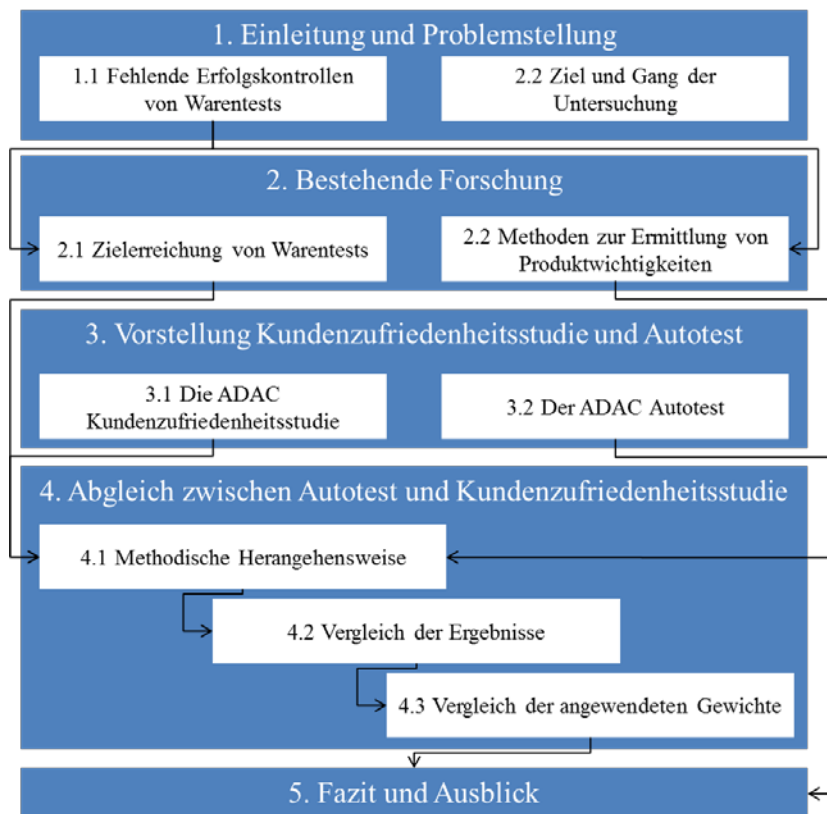 1. Einleitung und Problemstellung
1.1 Fehlende Erfolgskontrollen
von Warentests
2.2 Ziel und Gang der
Untersuchung
2. Bestehende Forschung
2.1 Zielerreichung von Warentests
2.2 Methoden zur Ermittlung von
Produktwichtigkeiten
3. Vorstellung Kundenzufriedenheitsstudie und Autotest
3.1 Die ADAC
Kundenzufriedenheitsstudie
3.2 Der ADAC Autotest
4. Abgleich zwischen Autotest und Kundenzufriedenheitsstudie
4.1 Methodische Herangehensweise
4.2 Vergleich der Ergebnisse
4.3 Vergleich der angewendeten Gewichte
5. Fazit und Ausblick